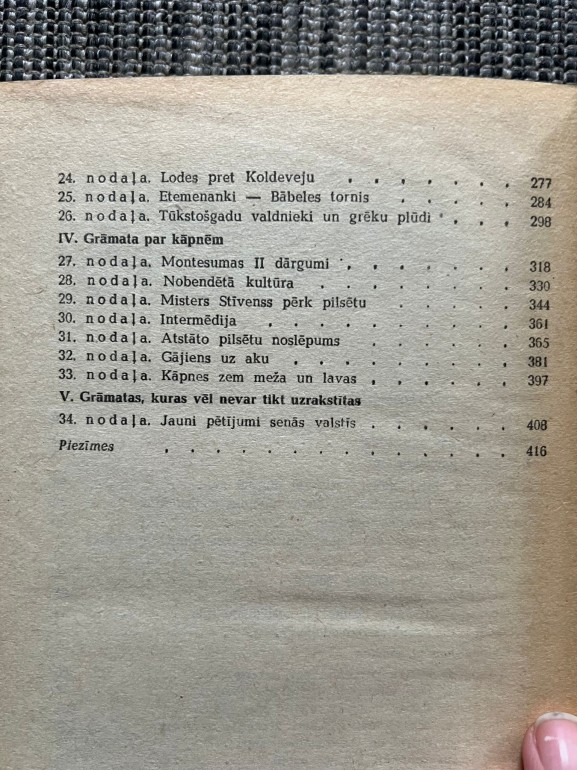 24. nodaļa. Lodes pret Koldeveju . . . . . . . 277
25. nodaļa. Etemenanki — Bābeles tornis . . . . . 284
26. nodaļa. Tūkstošgadu valdnieki un grēku plūdi . . . 298
IV. Grāmata par kāpnēm
27. nodaļa. Montesumas II dārgumi . . . . . . . 318
28. nodaļa. Nobendētā kultūra . . . . . . . . 330
29. nodaļa. Misters Stīvenss pērk pilsētu . . . . . 344
30. nodaļa. Intermēdija . . . . . . . . . . 361
31. nodaļa. Atstāto pilsētu noslēpums . . . . . . 365
32. nodaļa. Gājiens uz aku . . . . . . . . . 381
33. nodaļa. Kāpnes zem meža un lavas . . . . . . 397
V. Grāmatas, kuras vēl nevar tikt uzrakstītas
34. nodaļa. Jauni pētījumi senās valstīs . . . . . . 408
Piezīmes . . . . . . . . . . . . . . 416